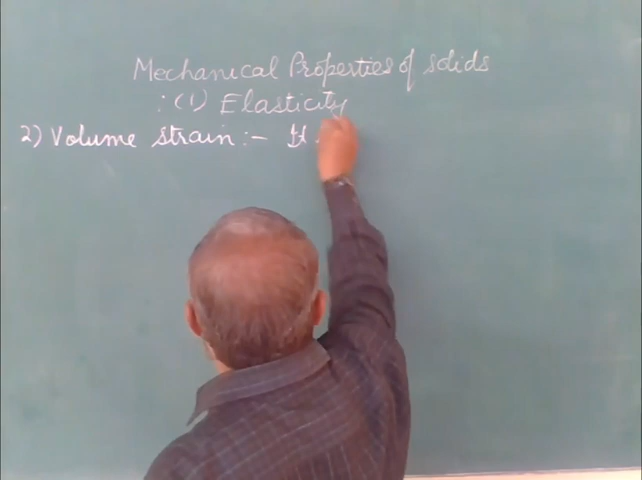 Mechanical Properties of solids
:(1) Elasticity
2) Volume strain :-